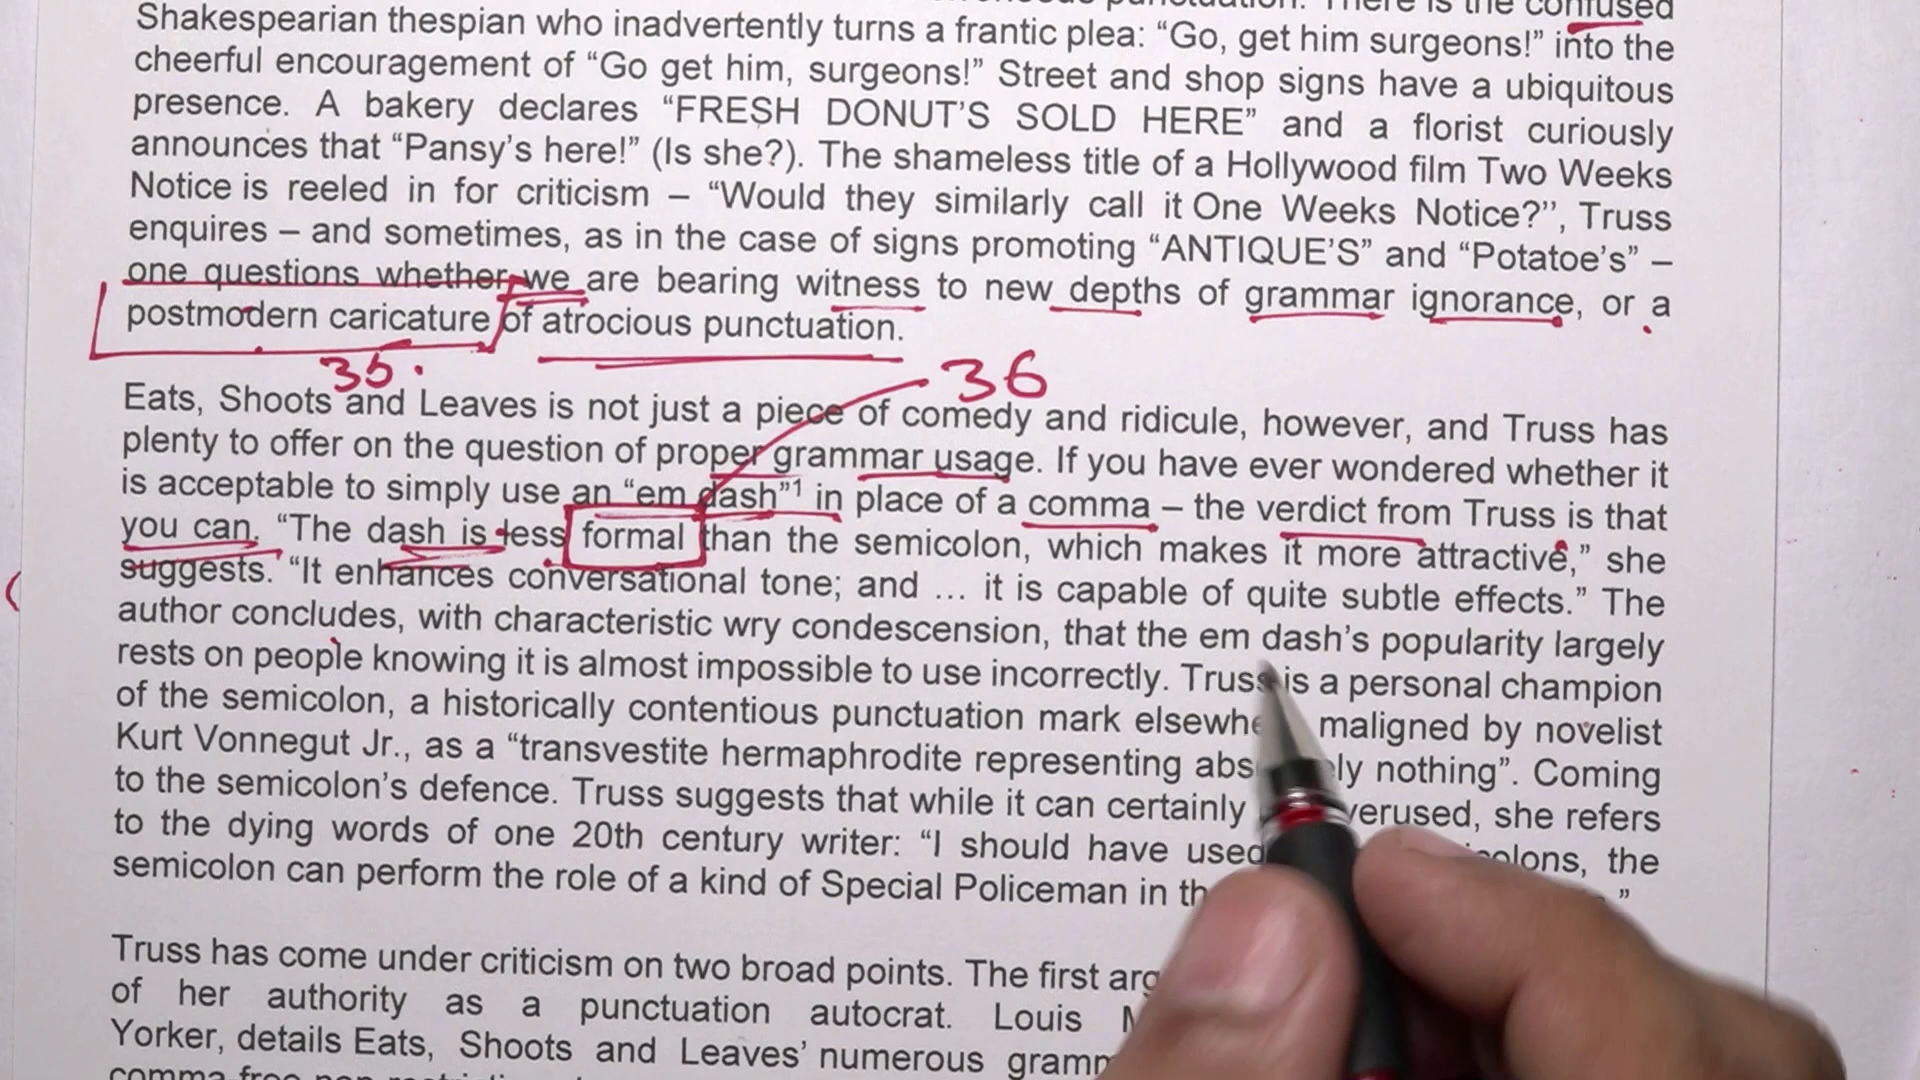 confused
Shakespearian thespian who inadvertently turns a frantic plea: “Go, get him surgeons!” into the
cheerful encouragement of “Go get him, surgeons!” Street and shop signs have a ubiquitous
presence. A bakery declares “FRESH DONUT’S SOLD HERE” and a florist curiously
announces that “Pansy’s here!” (Is she?). The shameless title of a Hollywood film Two Weeks
Notice is reeled in for criticism – “Would they similarly call it One Weeks Notice?’’, Truss
enquires – and sometimes, as in the case of signs promoting “ANTIQUE’S” and “Potatoe’s” –
one questions whether we are bearing witness to new depths of grammar ignorance, or a
postmodern caricature of atrocious punctuation.
35.
36
Eats, Shoots and Leaves is not just a piece of comedy and ridicule, however, and Truss has
plenty to offer on the question of proper grammar usage. If you have ever wondered whether it
is acceptable to simply use an “em dash”¹ in place of a comma – the verdict from Truss is that
you can. “The dash is less formal than the semicolon, which makes it more attractive,” she
suggests. “It enhances conversational tone; and … it is capable of quite subtle effects.” The
author concludes, with characteristic wry condescension, that the em dash’s popularity largely
rests on people knowing it is almost impossible to use incorrectly. Truss is a personal champion
of the semicolon, a historically contentious punctuation mark maligned by novelist
Kurt Vonnegut Jr., as a “transvestite hermaphrodite representing nothing”. Coming
to the semicolon’s defence. Truss suggests that while it can certainly she refers
to the dying words of one 20th century writer: “I should have used the
semicolon can perform the role of a kind of Special Policeman in ”
Truss has come under criticism on two broad points. The first
of her authority as a punctuation autocrat. Louis
Yorker, details Eats, Shoots and Leaves’ numerous